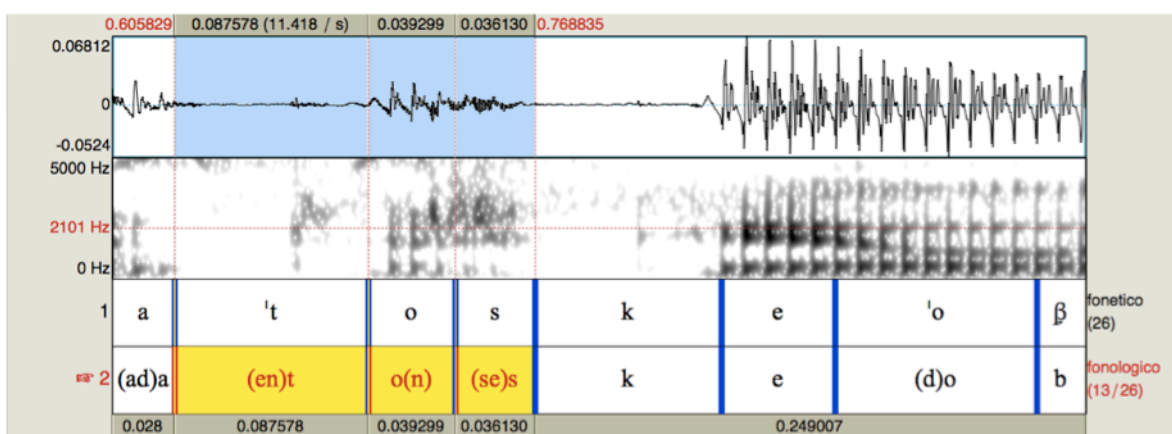 0.605829 0.087578 (11.418 / s) 0.039299 0.036130 0.768835
0.06812
0
-0.0524
5000 Hz
2101 Hz
0 Hz
1 a ˈt o s k e ˈo β fonetico
(26)
☞ 2 (ad)a (en)t o(n) (se)s k e (d)o b fonologico
(13/26)
0.028 0.087578 0.039299 0.036130 0.249007